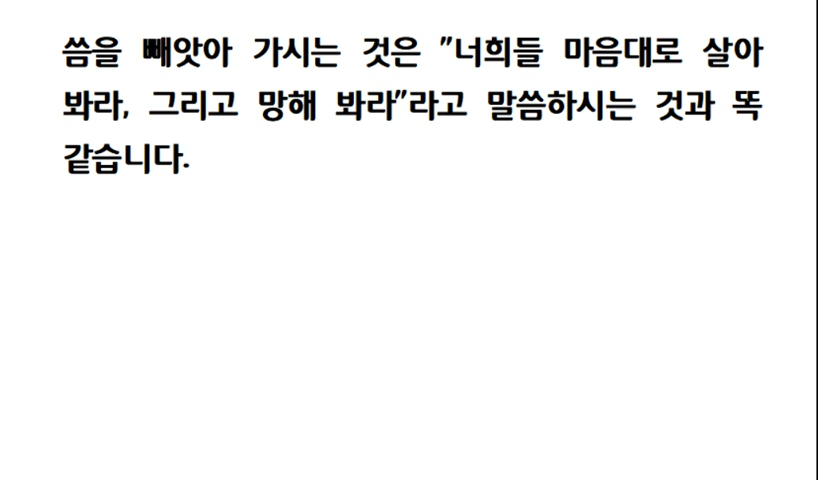 씀을 빼앗아 가시는 것은 "너희들 마음대로 살아
봐라, 그리고 망해 봐라"라고 말씀하시는 것과 똑
같습니다.